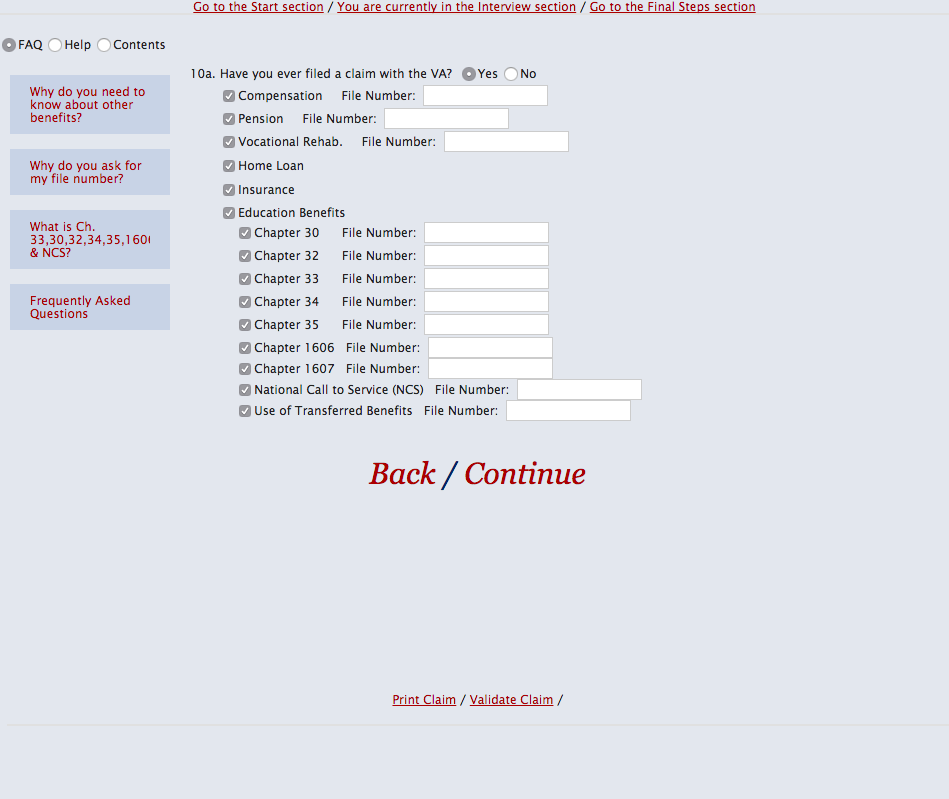 Go to the Start section / You are currently in the Interview section / Go to the Final Steps section
FAQ Help Contents
Why do you need to
know about other
benefits?
Why do you ask for
my file number?
What is Ch.
33,30,32,34,35,160
& NCS?
Frequently Asked
Questions
10a. Have you ever filed a claim with the VA? Yes No
Compensation File Number:
Pension File Number:
Vocational Rehab. File Number:
Home Loan
Insurance
Education Benefits
Chapter 30 File Number:
Chapter 32 File Number:
Chapter 33 File Number:
Chapter 34 File Number:
Chapter 35 File Number:
Chapter 1606 File Number:
Chapter 1607 File Number:
National Call to Service (NCS) File Number:
Use of Transferred Benefits File Number:
Back / Continue
Print Claim / Validate Claim /